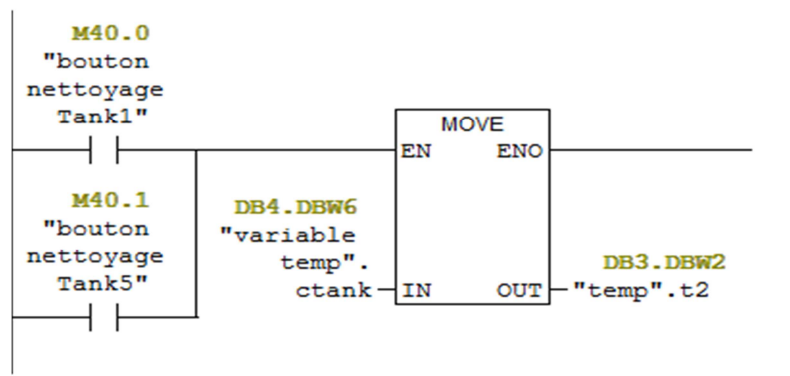 M40.0
"bouton
nettoyage
Tank1"
MOVE
EN ENO
M40.1
"bouton
nettoyage
Tank5"
DB4.DBW6
"variable
temp".
ctank
IN OUT
DB3.DBW2
"temp".t2